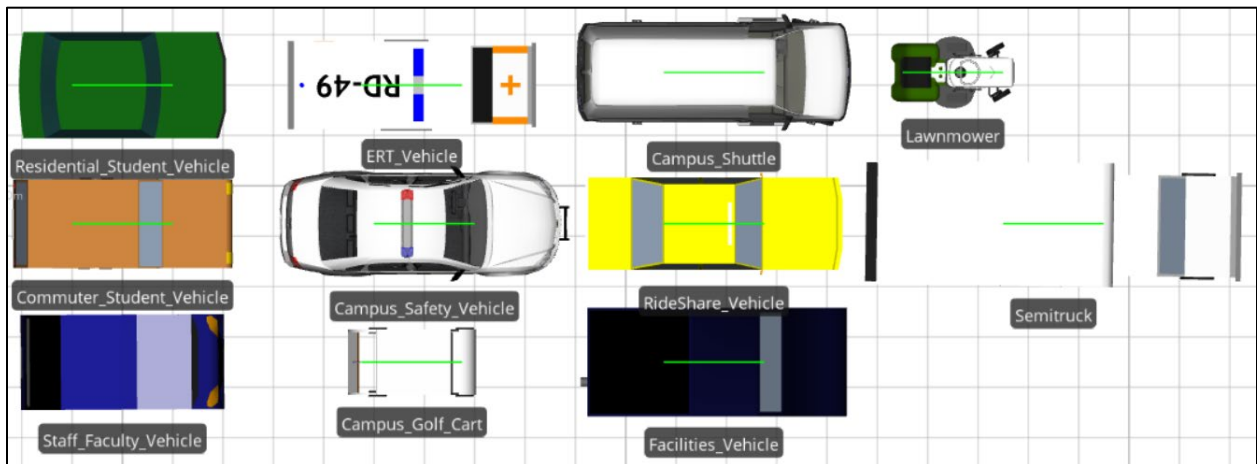 RD-49
Residential_Student_Vehicle
ERT_Vehicle
Campus_Shuttle
Lawnmower
m
Commuter_Student_Vehicle
Campus_Safety_Vehicle
RideShare_Vehicle
Semitruck
Staff_Faculty_Vehicle
Campus_Golf_Cart
Facilities_Vehicle